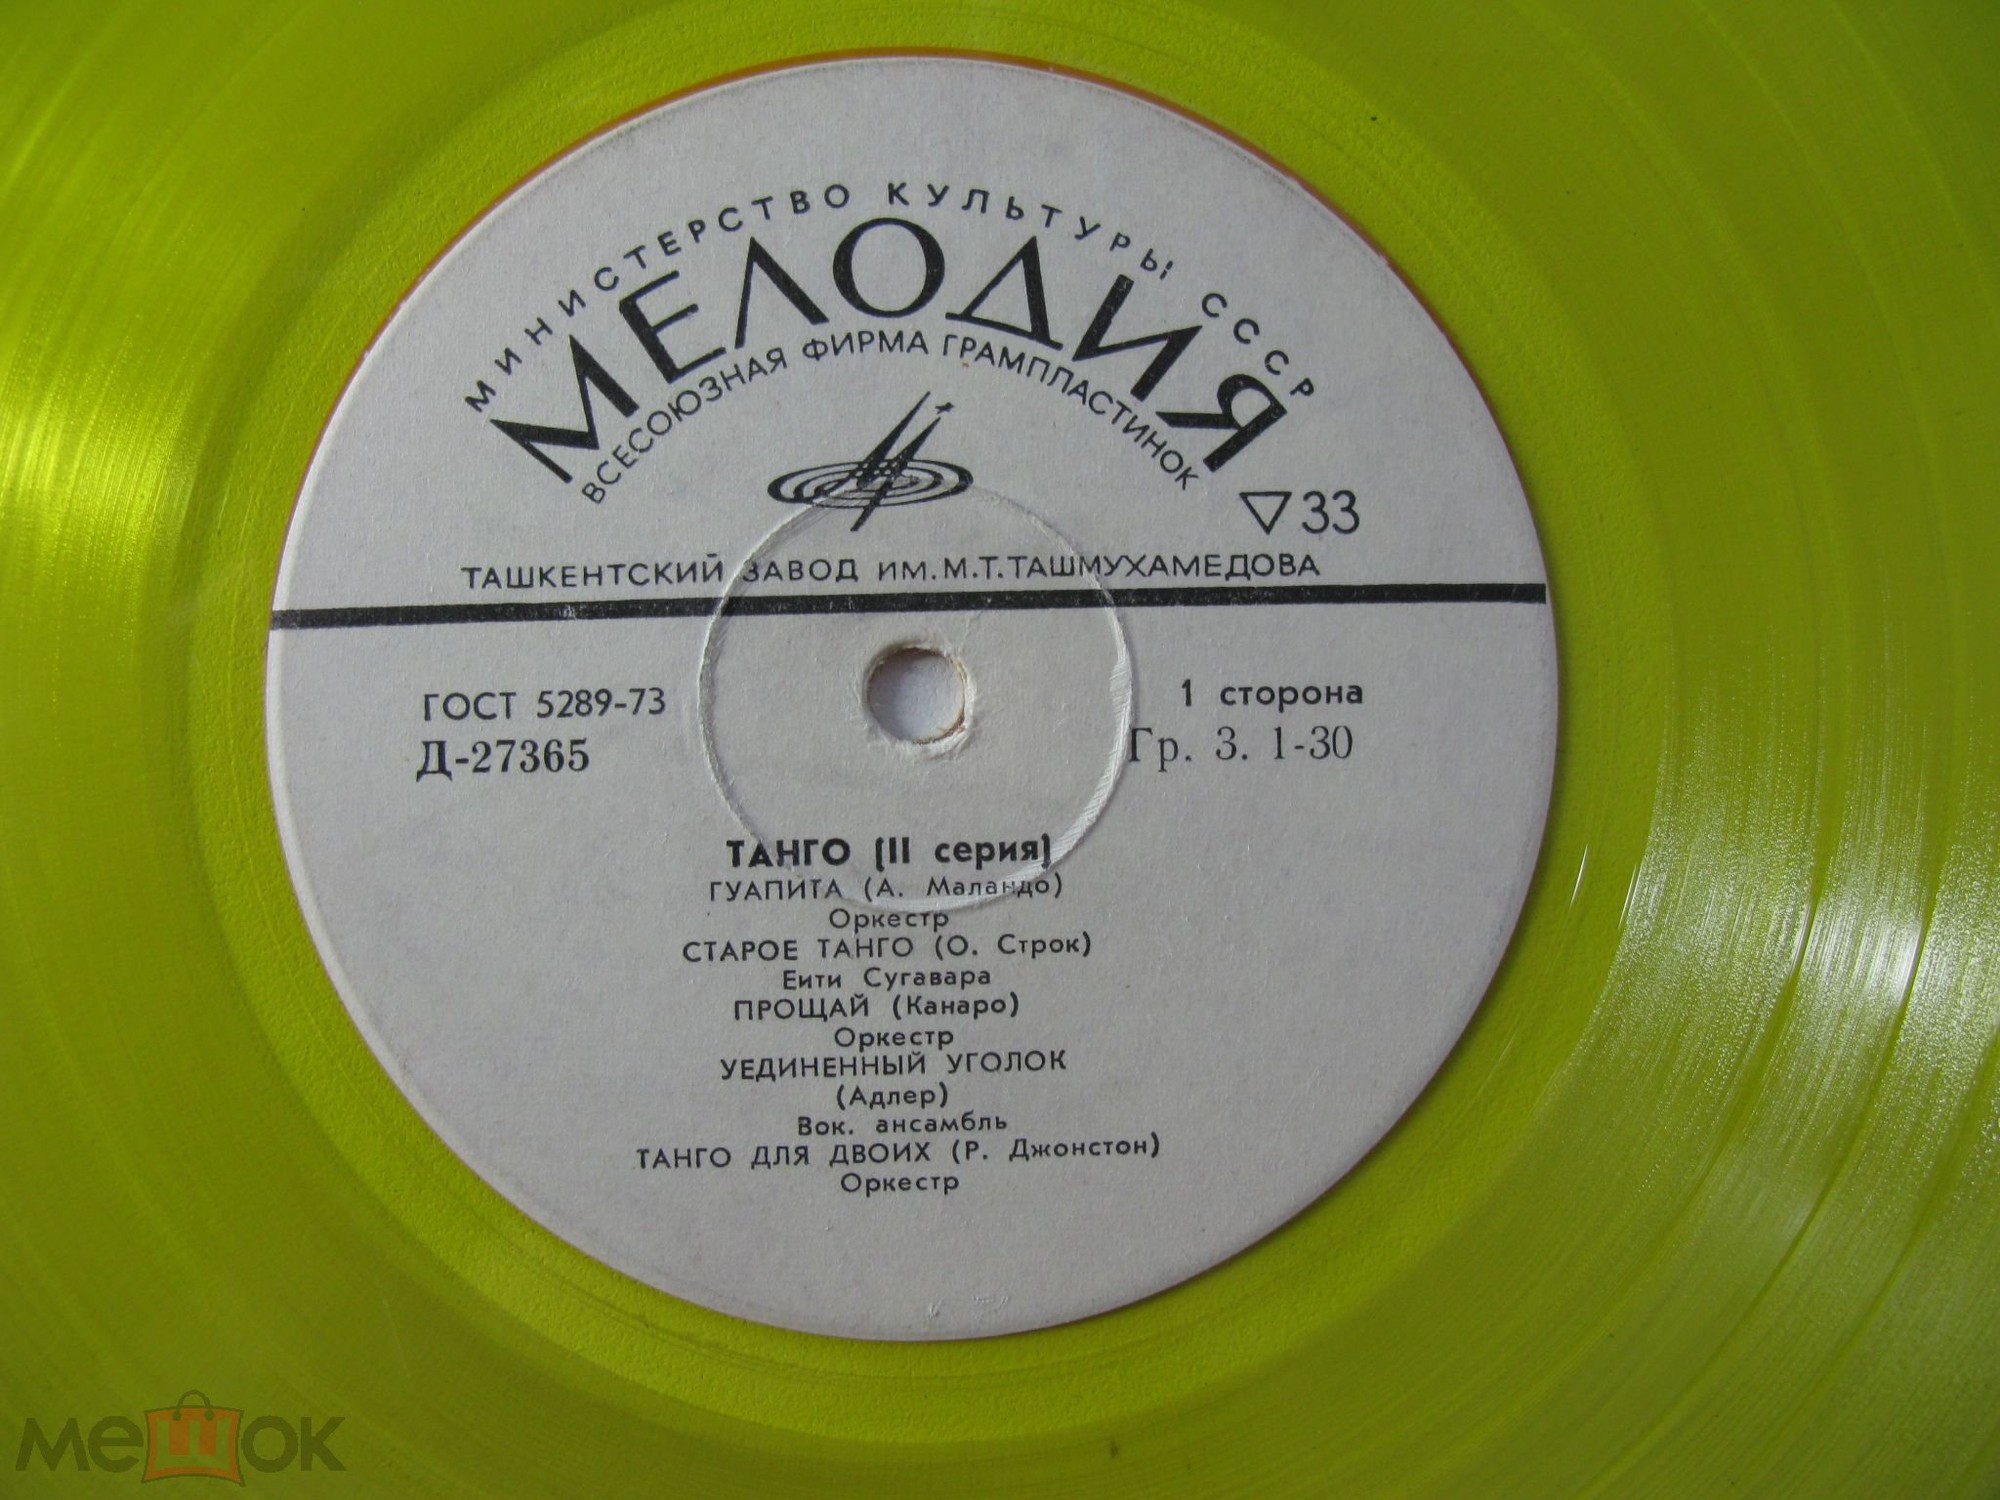 МИНИСТЕРСТВО КУЛЬТУРЫ СССР
МЕЛОДИЯ
ВСЕСОЮЗНАЯ ФИРМА ГРАМПЛАСТИНОК
33
ТАШКЕНТСКИЙ ЗАВОД ИМ.М.Т.ТАШМУХАМЕДОВА
ГОСТ 5289-73
1 сторона
Д-27365
Гр. 3. 1-30
ТАНГО (II серия)
ГУАПИТА (А. Маландо)
Оркестр
СТАРОЕ ТАНГО (О. Строк)
Еити Сугавара
ПРОЩАЙ (Канаро)
Оркестр
УЕДИНЕННЫЙ УГОЛОК
(Адлер)
Вок. ансамбль
ТАНГО ДЛЯ ДВОИХ (Р. Джонстон)
Оркестр
мешок